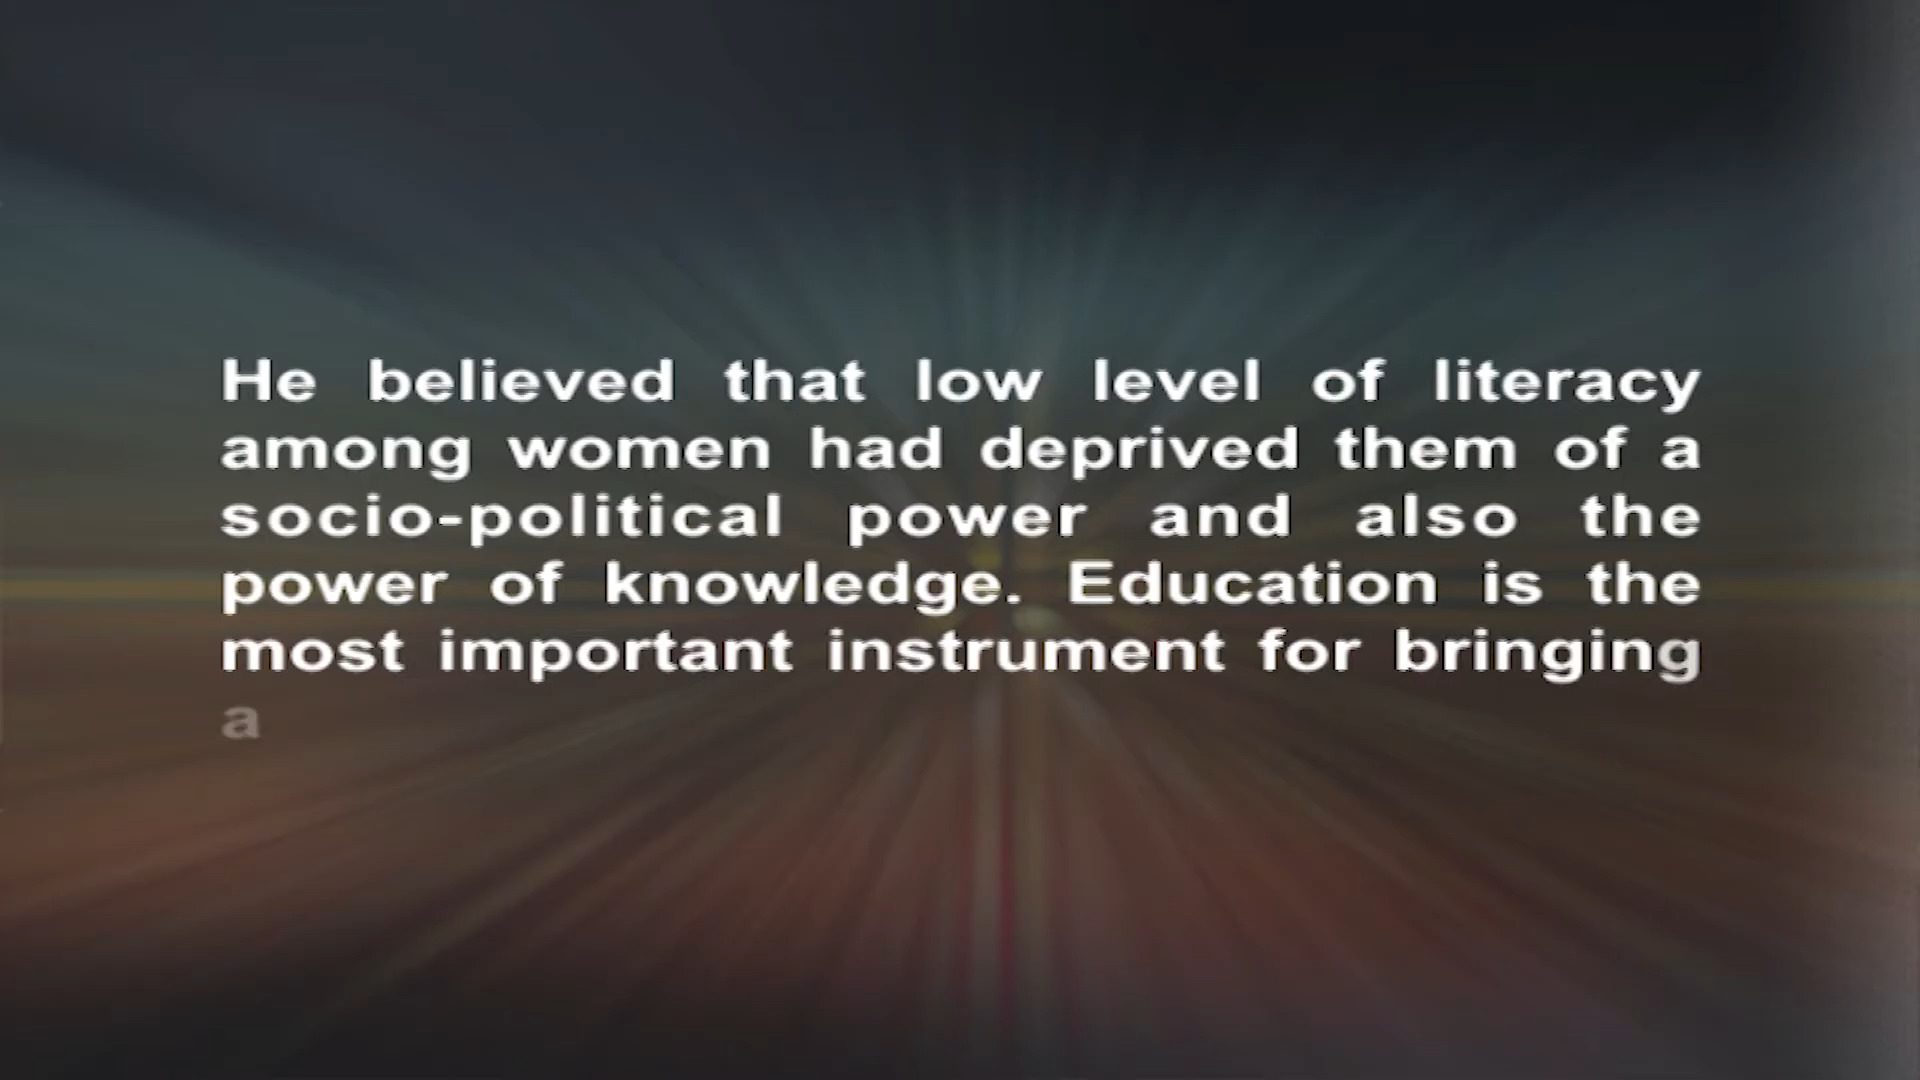 He believed that low level of literacy
among women had deprived them of a
socio-political power and also the
power of knowledge. Education is the
most important instrument for bringing
a